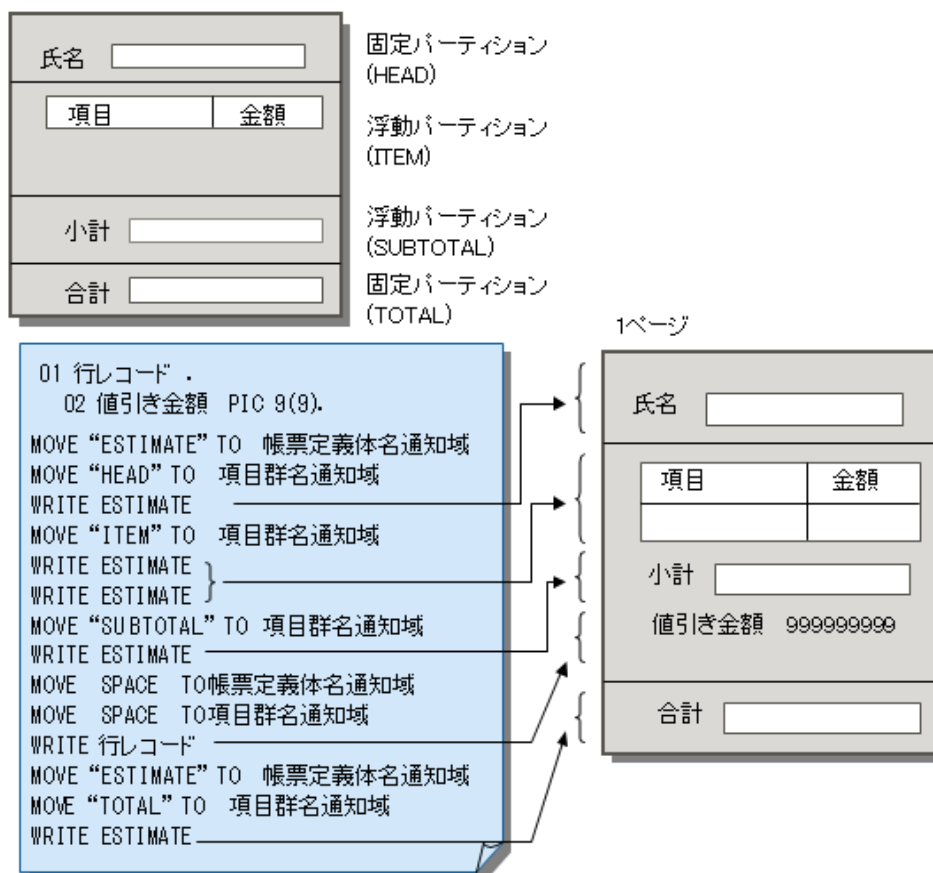 氏名
固定パーティション
(HEAD)
項目 金額
浮動パーティション
(ITEM)
小計
浮動パーティション
(SUBTOTAL)
合計
固定パーティション
(TOTAL)
01 行レコード .
02 値引き金額 PIC 9(9).
MOVE “ESTIMATE” TO 帳票定義体名通知域
MOVE “HEAD” TO 項目群名通知域
WRITE ESTIMATE
MOVE “ITEM” TO 項目群名通知域
WRITE ESTIMATE
WRITE ESTIMATE
MOVE “SUBTOTAL” TO 項目群名通知域
WRITE ESTIMATE
MOVE SPACE TO帳票定義体名通知域
MOVE SPACE TO項目群名通知域
WRITE 行レコード
MOVE “ESTIMATE” TO 帳票定義体名通知域
MOVE “TOTAL” TO 項目群名通知域
WRITE ESTIMATE
1ページ
氏名
項目 金額
小計
値引き金額 999999999
合計